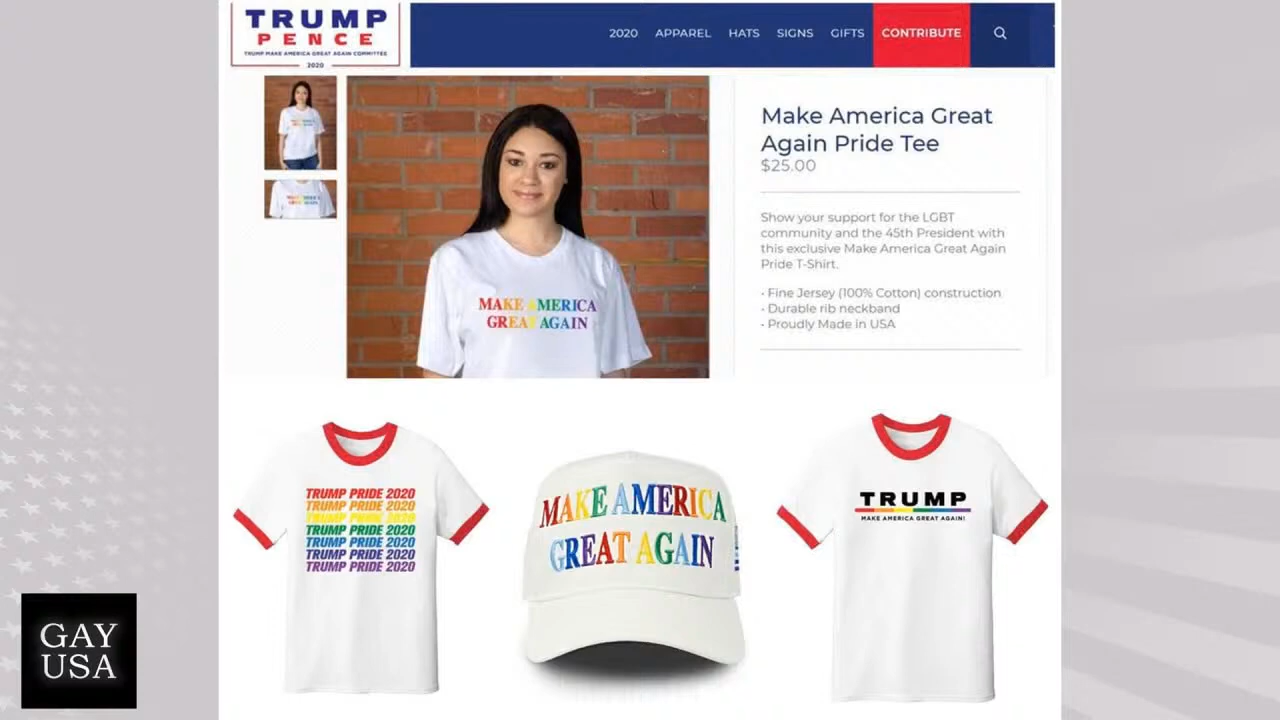 TRUMP
PENCE
TRUMP MAKE AMERICA GREAT AGAIN COMMITTEE
2020
2020 APPAREL HATS SIGNS GIFTS CONTRIBUTE
MAKE AMERICA
GREAT AGAIN
Make America Great
Again Pride Tee
$25.00
Show your support for the LGBT
community and the 45th President with
this exclusive Make America Great Again
Pride T-Shirt.
• Fine Jersey (100% Cotton) construction
• Durable rib neckband
• Proudly Made in USA
MAKE AMERICA
GREAT AGAIN
TRUMP PRIDE 2020
TRUMP PRIDE 2020
TRUMP PRIDE 2020
TRUMP PRIDE 2020
TRUMP PRIDE 2020
TRUMP PRIDE 2020
TRUMP PRIDE 2020
MAKE AMERICA
GREAT AGAIN
TRUMP
MAKE AMERICA GREAT AGAIN!
GAY
USA